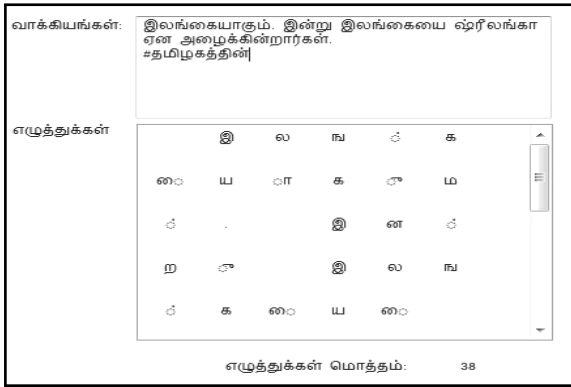 வாக்கியங்கள்:
இலங்கையாகும். இன்று இலங்கையை ஷ்ரீலங்கா
ஏன அழைக்கின்றார்கள்.
#தமிழகத்தின்
எழுத்துக்கள்
இ ல ங ் க
ை ய ா க ு ம
் . இ ன ்
ற ு இ ல ங
் க ை ய ை
எழுத்துக்கள் மொத்தம்: 38